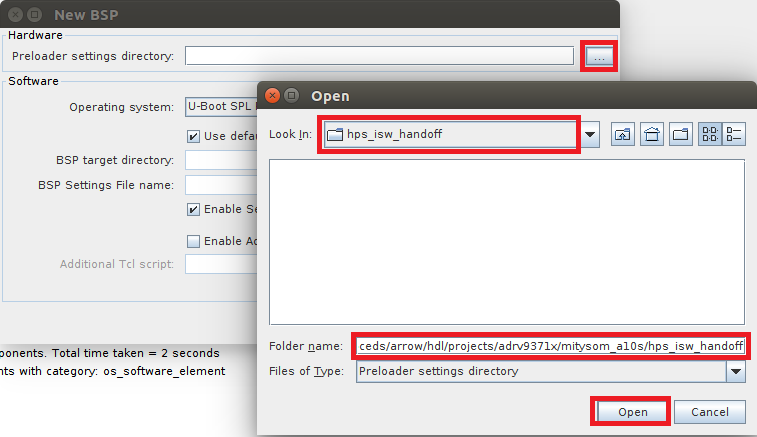 New BSP
Hardware
Preloader settings directory:
...
Software
Operating system:
U-Boot SPL
Use defau
BSP target directory:
BSP Settings File name:
Enable Se
Enable Ad
Additional Tcl script:
Open
Look In:
hps_isw_handoff
Folder name:
ceds/arrow/hdl/projects/adrv9371x/mitysom_a10s/hps_isw_handoff
Files of Type:
Preloader settings directory
Open
Cancel
ponents. Total time taken = 2 seconds
nts with category: os_software_element